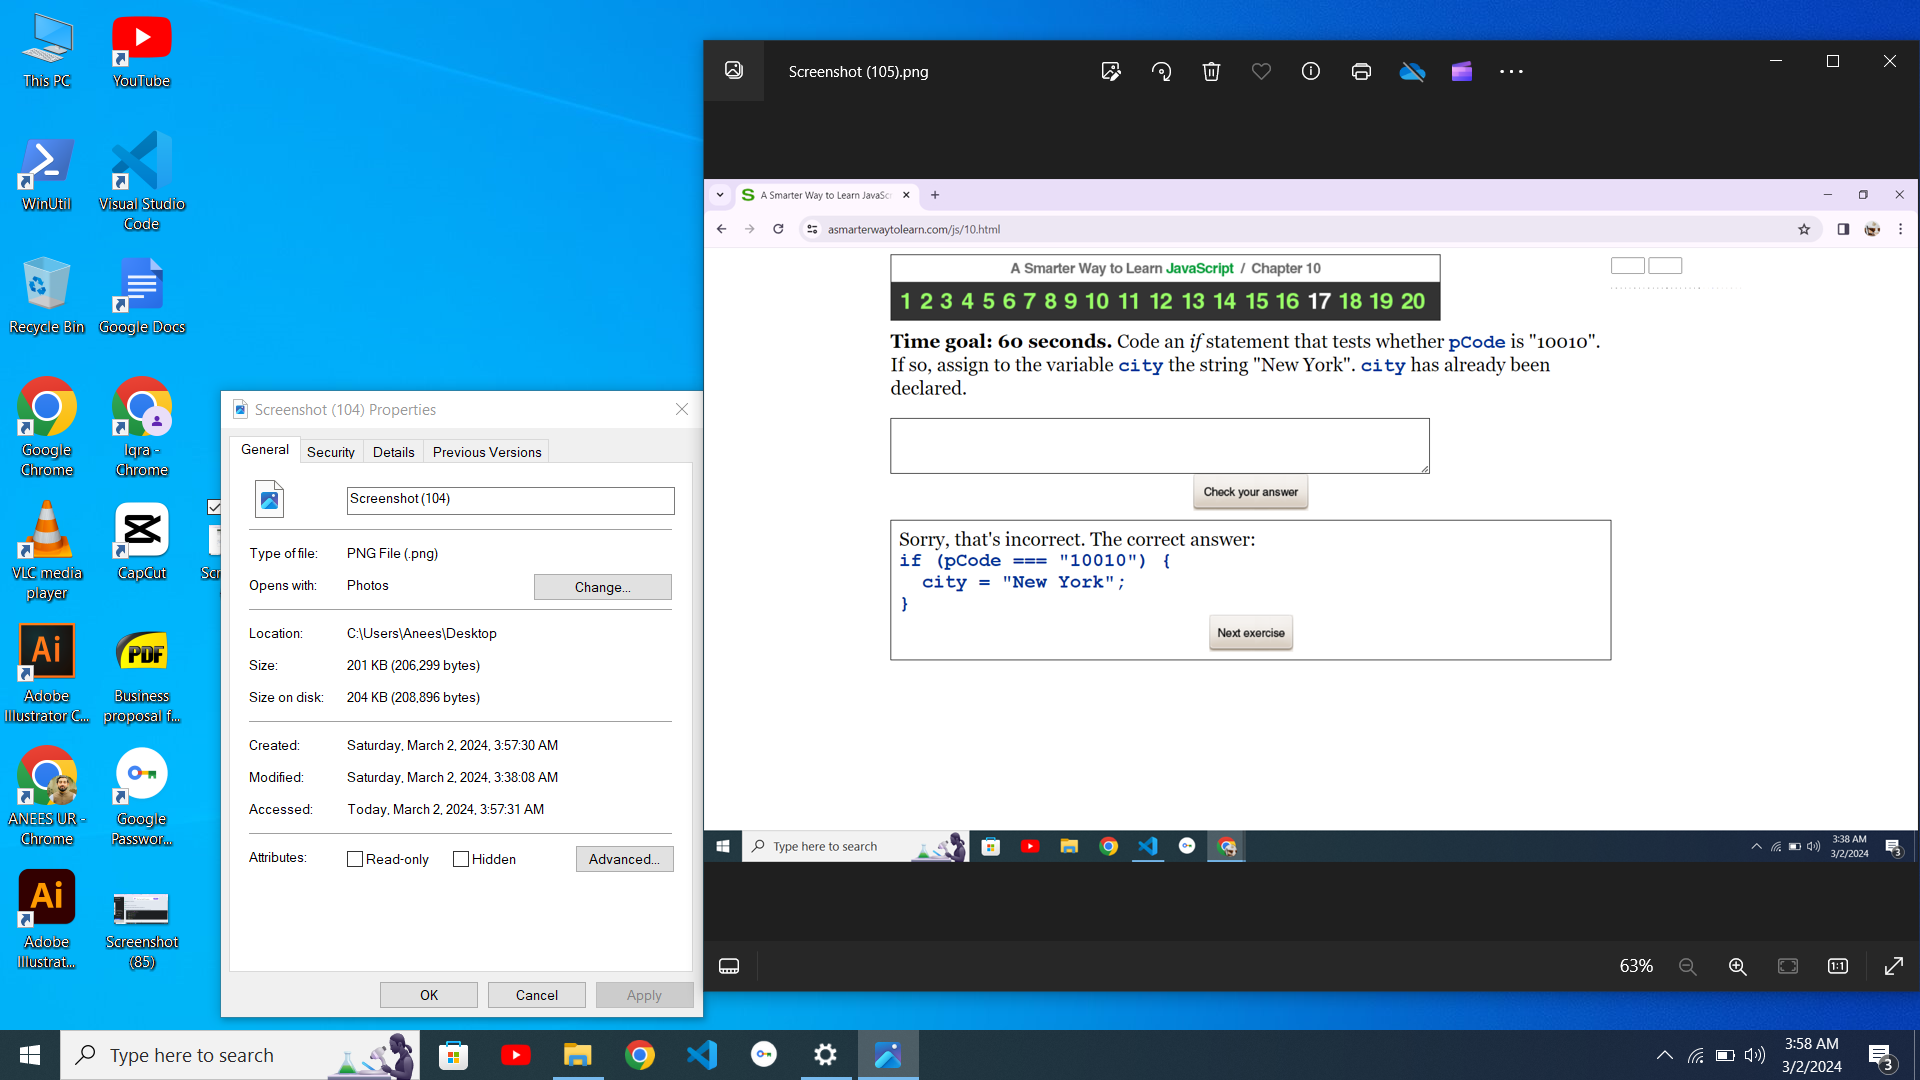 This PC
YouTube
WinUtil
Visual Studio
Code
Recycle Bin
Google Docs
Google
Chrome
Iqra -
Chrome
VLC media
player
CapCut
Scr
Adobe
Illustrator C...
Business
proposal f...
ANEES UR -
Chrome
Google
Passwor...
Adobe
Illustrat...
Screenshot
(85)
Screenshot (104) Properties
General
Security
Details
Previous Versions
Screenshot (104)
Type of file:
PNG File (.png)
Opens with:
Photos
Change...
Location:
C:\Users\Anees\Desktop
Size:
201 KB (206,299 bytes)
Size on disk:
204 KB (208,896 bytes)
Created:
Saturday, March 2, 2024, 3:57:30 AM
Modified:
Saturday, March 2, 2024, 3:38:08 AM
Accessed:
Today, March 2, 2024, 3:57:31 AM
Attributes:
Read-only
Hidden
Advanced...
OK
Cancel
Apply
Screenshot (105).png
A Smarter Way to Learn JavaScr
asmarterwaytolearn.com/js/10.html
A Smarter Way to Learn JavaScript / Chapter 10
1 2 3 4 5 6 7 8 9 10 11 12 13 14 15 16 17 18 19 20
Time goal: 60 seconds. Code an if statement that tests whether pCode is "10010".
If so, assign to the variable city the string "New York". city has already been
declared.
Check your answer
Sorry, that's incorrect. The correct answer:
if (pCode === "10010") {
city = "New York";
}
Next exercise
Type here to search
3:38 AM
3/2/2024
3
63%
1:1
Type here to search
3:58 AM
3/2/2024
3